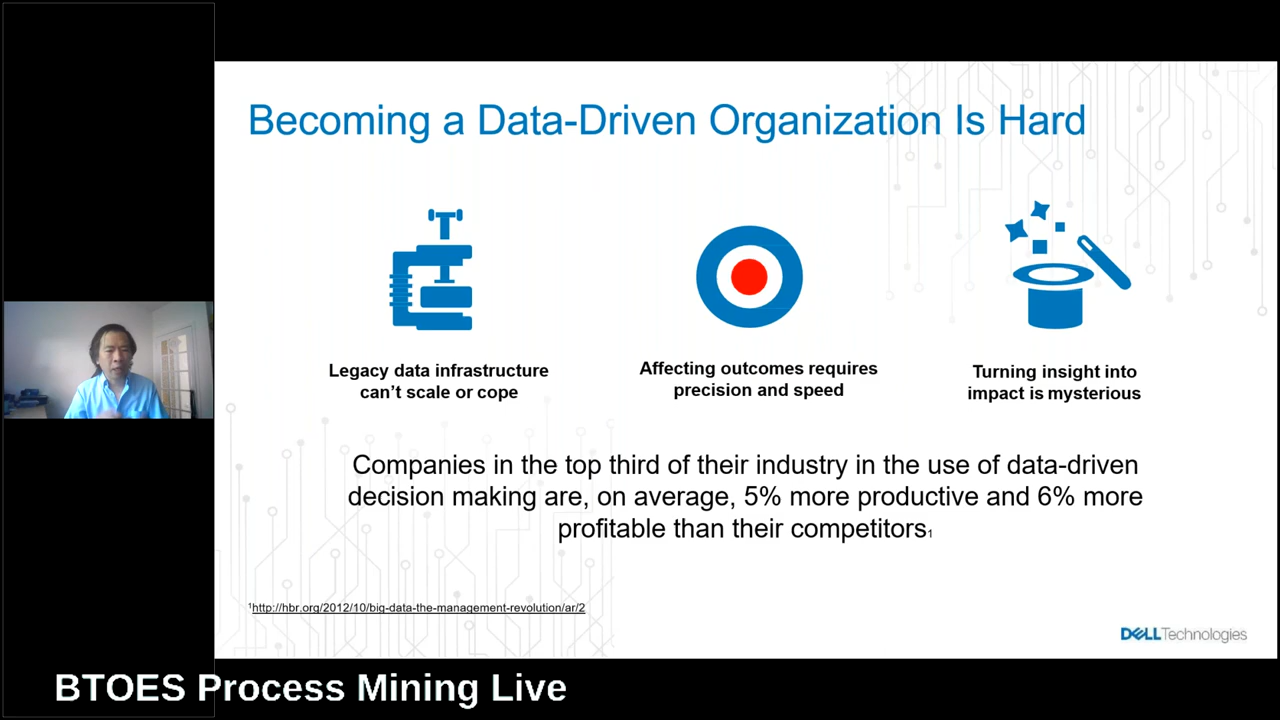 Becoming a Data-Driven Organization Is Hard
Legacy data infrastructure
can't scale or cope
Affecting outcomes requires
precision and speed
Turning insight into
impact is mysterious
Companies in the top third of their industry in the use of data-driven
decision making are, on average, 5% more productive and 6% more
profitable than their competitors1
1http://hbr.org/2012/10/big-data-the-management-revolution/ar/2
DELLTechnologies
BTOES Process Mining Live